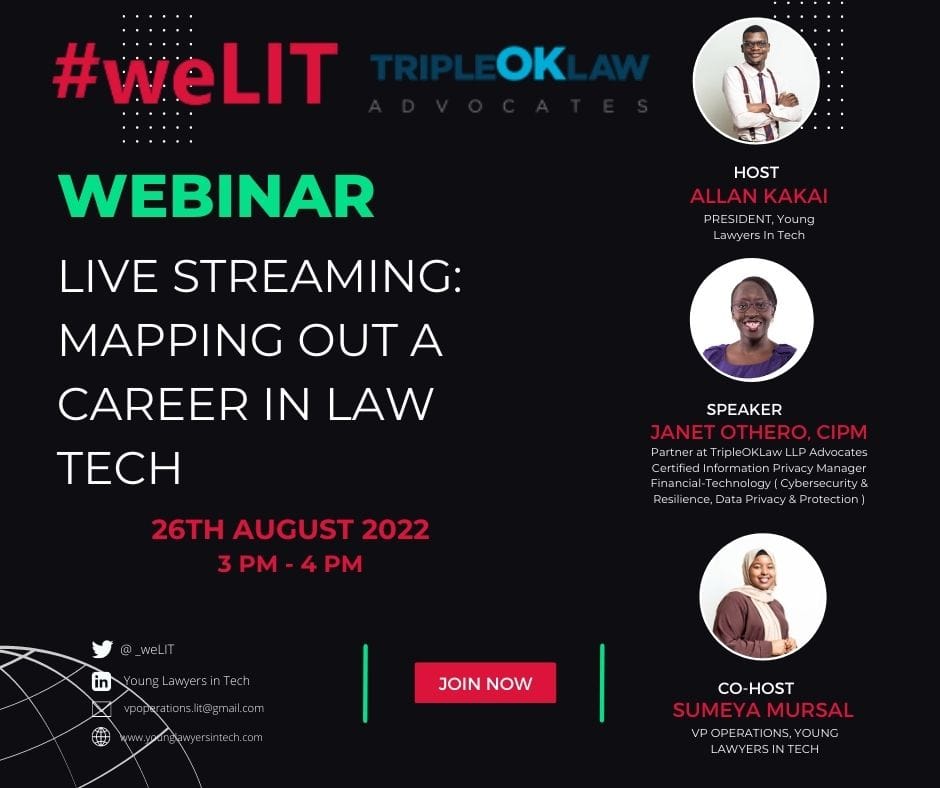 #weLIT
TRIPLEOKLAW
ADVOCATES
WEBINAR
LIVE STREAMING:
MAPPING OUT A
CAREER IN LAW
TECH
26TH AUGUST 2022
3 PM - 4 PM
@ _weLIT
Young Lawyers in Tech
vpoperations.lit@gmail.com
www.younglawyersintech.com
JOIN NOW
HOST
ALLAN KAKAI
PRESIDENT, Young
Lawyers In Tech
SPEAKER
JANET OTHERO, CIPM
Partner at TripleOKLaw LLP Advocates
Certified Information Privacy Manager
Financial-Technology ( Cybersecurity &
Resilience, Data Privacy & Protection )
CO-HOST
SUMEYA MURSAL
VP OPERATIONS, YOUNG
LAWYERS IN TECH